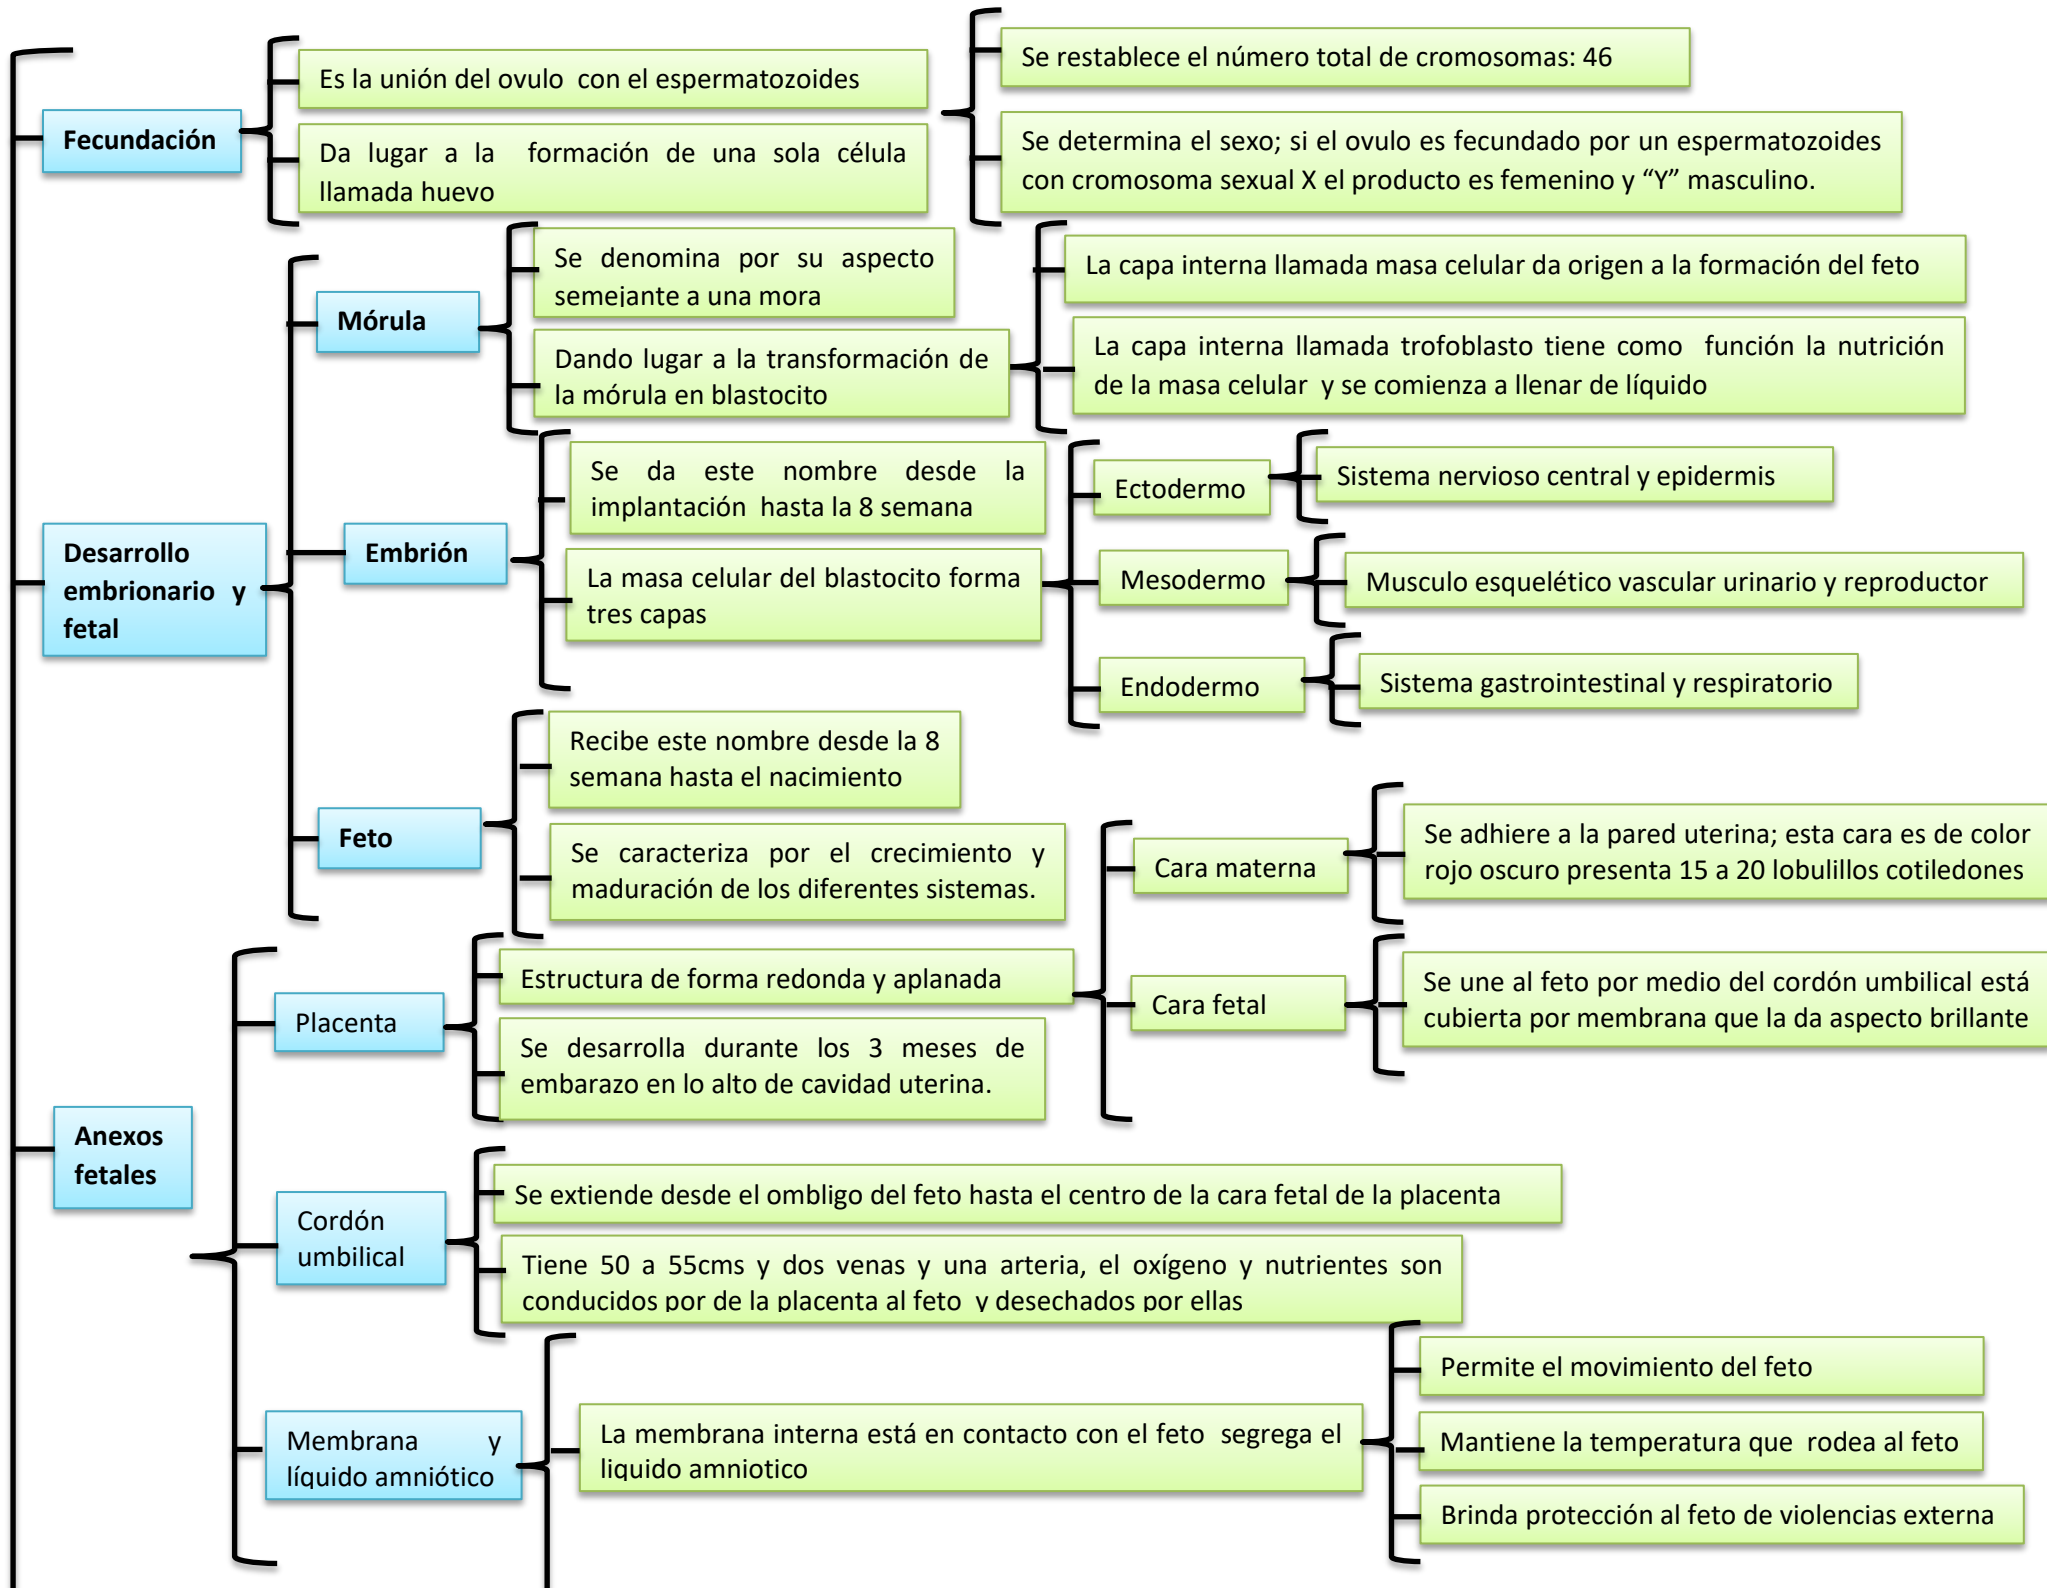 Fecundación
Es la unión del ovulo con el espermatozoides
Da lugar a la formación de una sola célula
llamada huevo
Se restablece el número total de cromosomas: 46
Se determina el sexo; si el ovulo es fecundado por un espermatozoides
con cromosoma sexual X el producto es femenino y “Y” masculino.
Desarrollo
embrionario y
fetal
Mórula
Se denomina por su aspecto
semejante a una mora
Dando lugar a la transformación de
la mórula en blastocito
La capa interna llamada masa celular da origen a la formación del feto
La capa interna llamada trofoblasto tiene como función la nutrición
de la masa celular y se comienza a llenar de líquido
Embrión
Se da este nombre desde la
implantación hasta la 8 semana
La masa celular del blastocito forma
tres capas
Ectodermo
Sistema nervioso central y epidermis
Mesodermo
Musculo esquelético vascular urinario y reproductor
Endodermo
Sistema gastrointestinal y respiratorio
Feto
Recibe este nombre desde la 8
semana hasta el nacimiento
Se caracteriza por el crecimiento y
maduración de los diferentes sistemas.
Anexos
fetales
Placenta
Estructura de forma redonda y aplanada
Se desarrolla durante los 3 meses de
embarazo en lo alto de cavidad uterina.
Cara materna
Se adhiere a la pared uterina; esta cara es de color
rojo oscuro presenta 15 a 20 lobulillos cotiledones
Cara fetal
Se une al feto por medio del cordón umbilical está
cubierta por membrana que la da aspecto brillante
Cordón
umbilical
Se extiende desde el ombligo del feto hasta el centro de la cara fetal de la placenta
Tiene 50 a 55cms y dos venas y una arteria, el oxígeno y nutrientes son
conducidos por de la placenta al feto y desechados por ellas
Membrana y
líquido amniótico
La membrana interna está en contacto con el feto segrega el
liquido amniotico
Permite el movimiento del feto
Mantiene la temperatura que rodea al feto
Brinda protección al feto de violencias externa